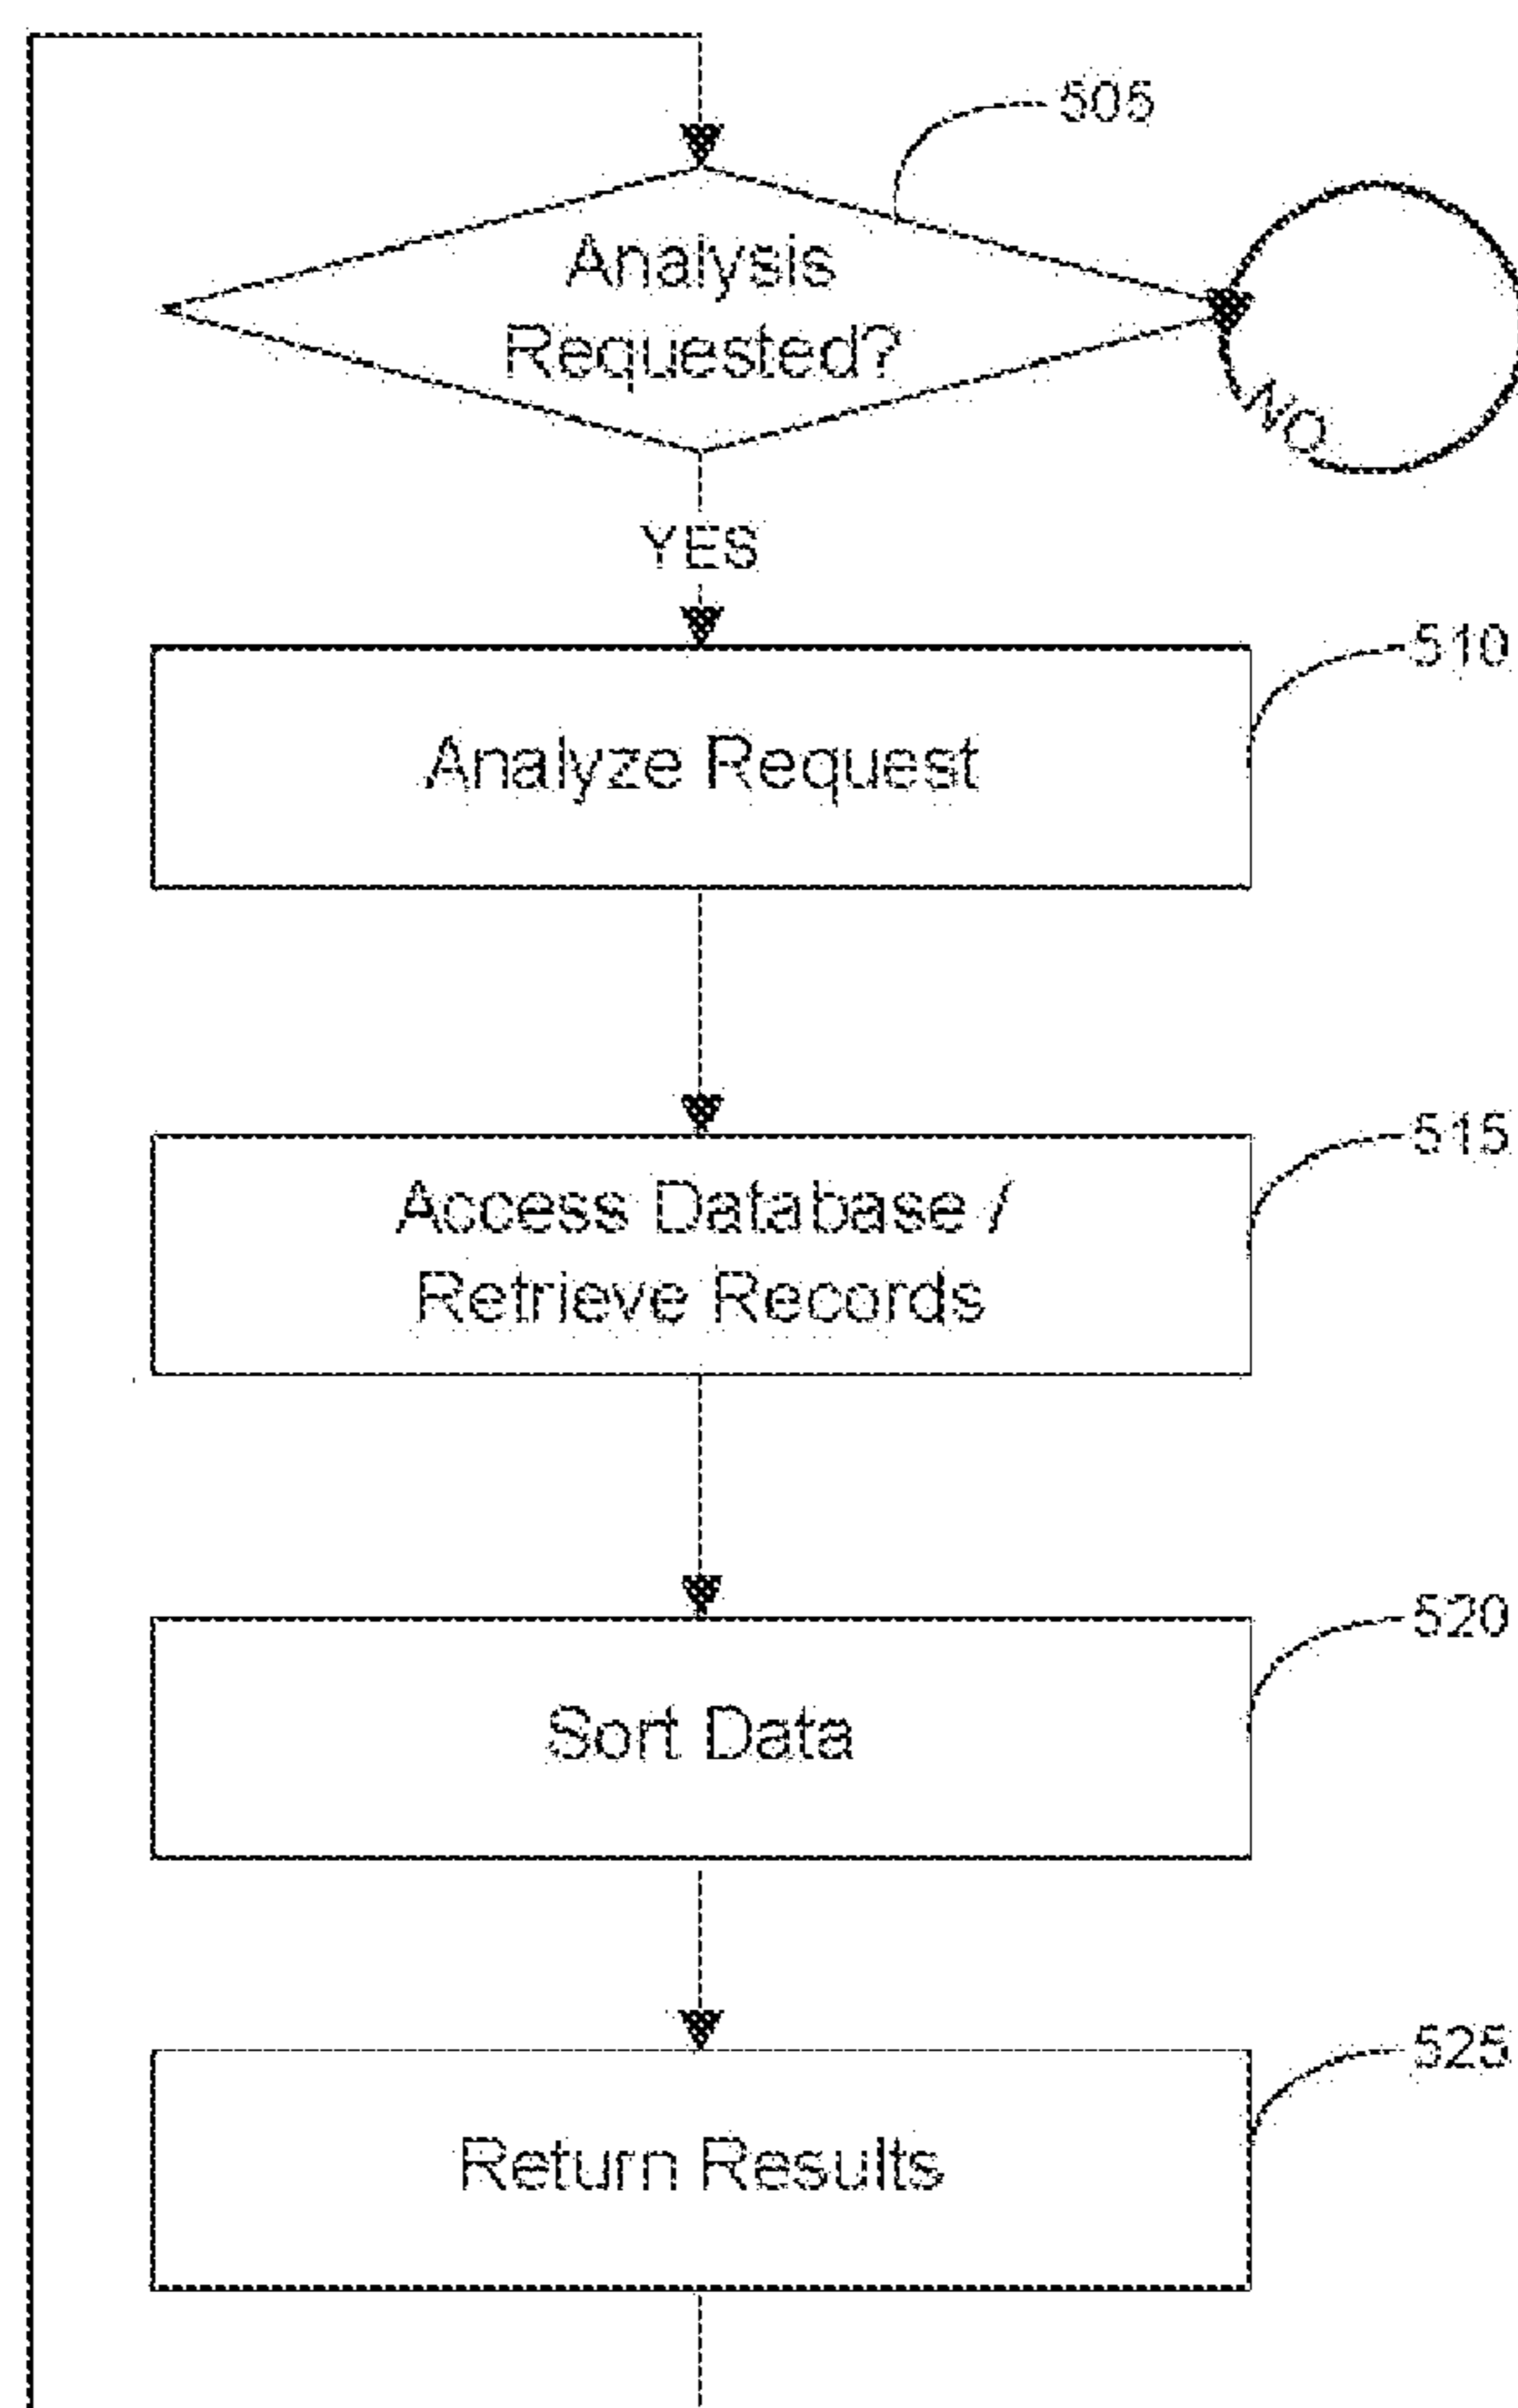 505
Analysis
Requested?
NO
YES
510
Analyze Request
515
Access Database /
Retrieve Records
520
Sort Data
525
Return Results